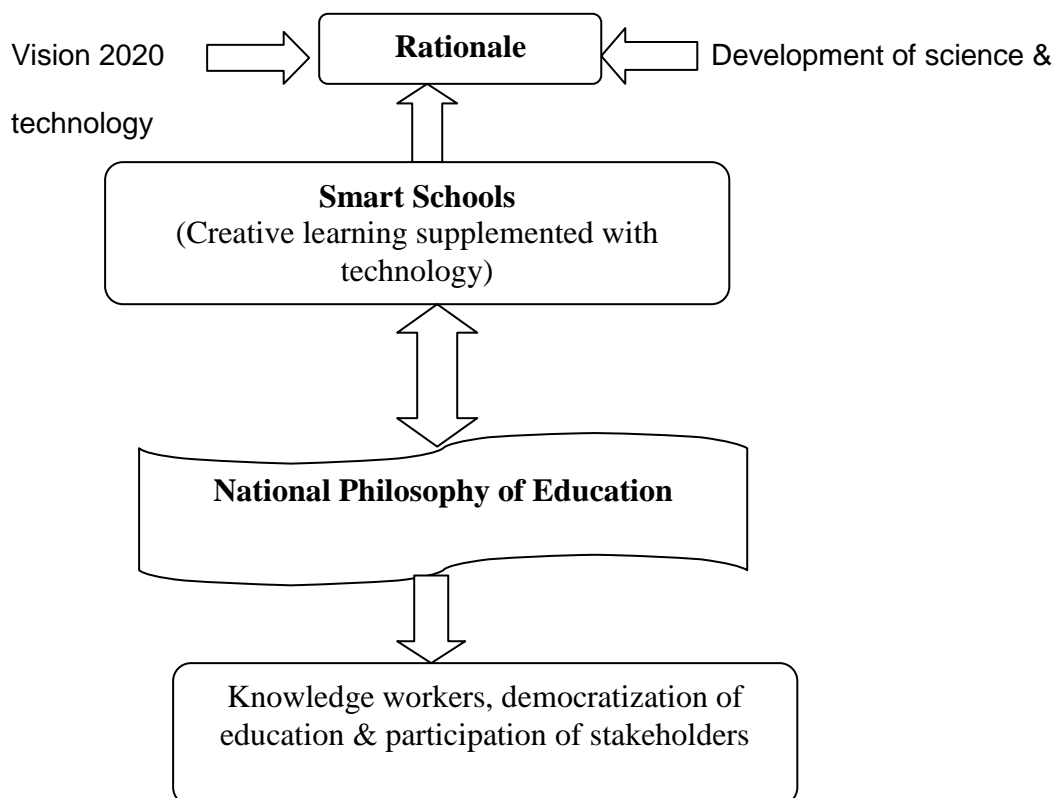 Vision 2020
Rationale
Development of science &
technology
Smart Schools
(Creative learning supplemented with
technology)
National Philosophy of Education
Knowledge workers, democratization of
education & participation of stakeholders